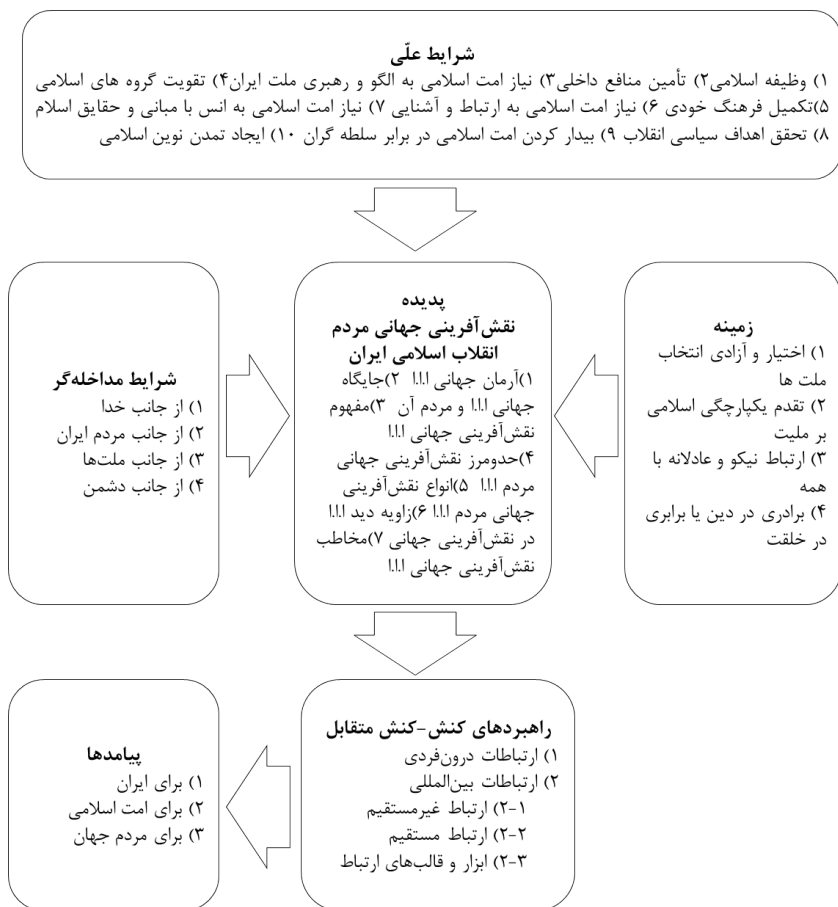 شرایط علّی
۱) وظیفه اسلامی۲) تأمین منافع داخلی۳) نیاز امت اسلامی به الگو و رهبری ملت ایران۴) تقویت گروه های اسلامی
۵)تکمیل فرهنگ خودی ۶) نیاز امت اسلامی به ارتباط و آشنایی ۷) نیاز امت اسلامی به انس با مبانی و حقایق اسلام
۸) تحقق اهداف سیاسی انقلاب ۹) بیدار کردن امت اسلامی در برابر سلطه گران ۱۰) ایجاد تمدن نوین اسلامی
زمینه
۱) اختیار و آزادی انتخاب
ملت ها
۲) تقدم یکپارچگی اسلامی
بر ملیت
۳) ارتباط نیکو و عادلانه با
همه
۴) برادری در دین یا برابری
در خلقت
پدیده
نقش‌آفرینی جهانی مردم
انقلاب اسلامی ایران
۱)آرمان جهانی ا.ا.ا ۲)جایگاه
جهانی ا.ا.ا و مردم آن ۳)مفهوم
نقش‌آفرینی جهانی ا.ا.ا
۴)حدومرز نقش‌آفرینی جهانی
مردم ا.ا.ا ۵)انواع نقش‌آفرینی
جهانی مردم ا.ا.ا ۶)زاویه دید ا.ا.ا
در نقش‌آفرینی جهانی ۷)مخاطب
نقش‌آفرینی جهانی ا.ا.ا
شرایط مداخله‌گر
۱) از جانب خدا
۲) از جانب مردم ایران
۳) از جانب ملت‌ها
۴) از جانب دشمن
راهبردهای کنش-کنش متقابل
۱) ارتباطات درون‌فردی
۲) ارتباطات بین‌المللی
۲-۱) ارتباط غیرمستقیم
۲-۲) ارتباط مستقیم
۲-۳) ابزار و قالب‌های ارتباط
پیامدها
۱) برای ایران
۲) برای امت اسلامی
۳) برای مردم جهان